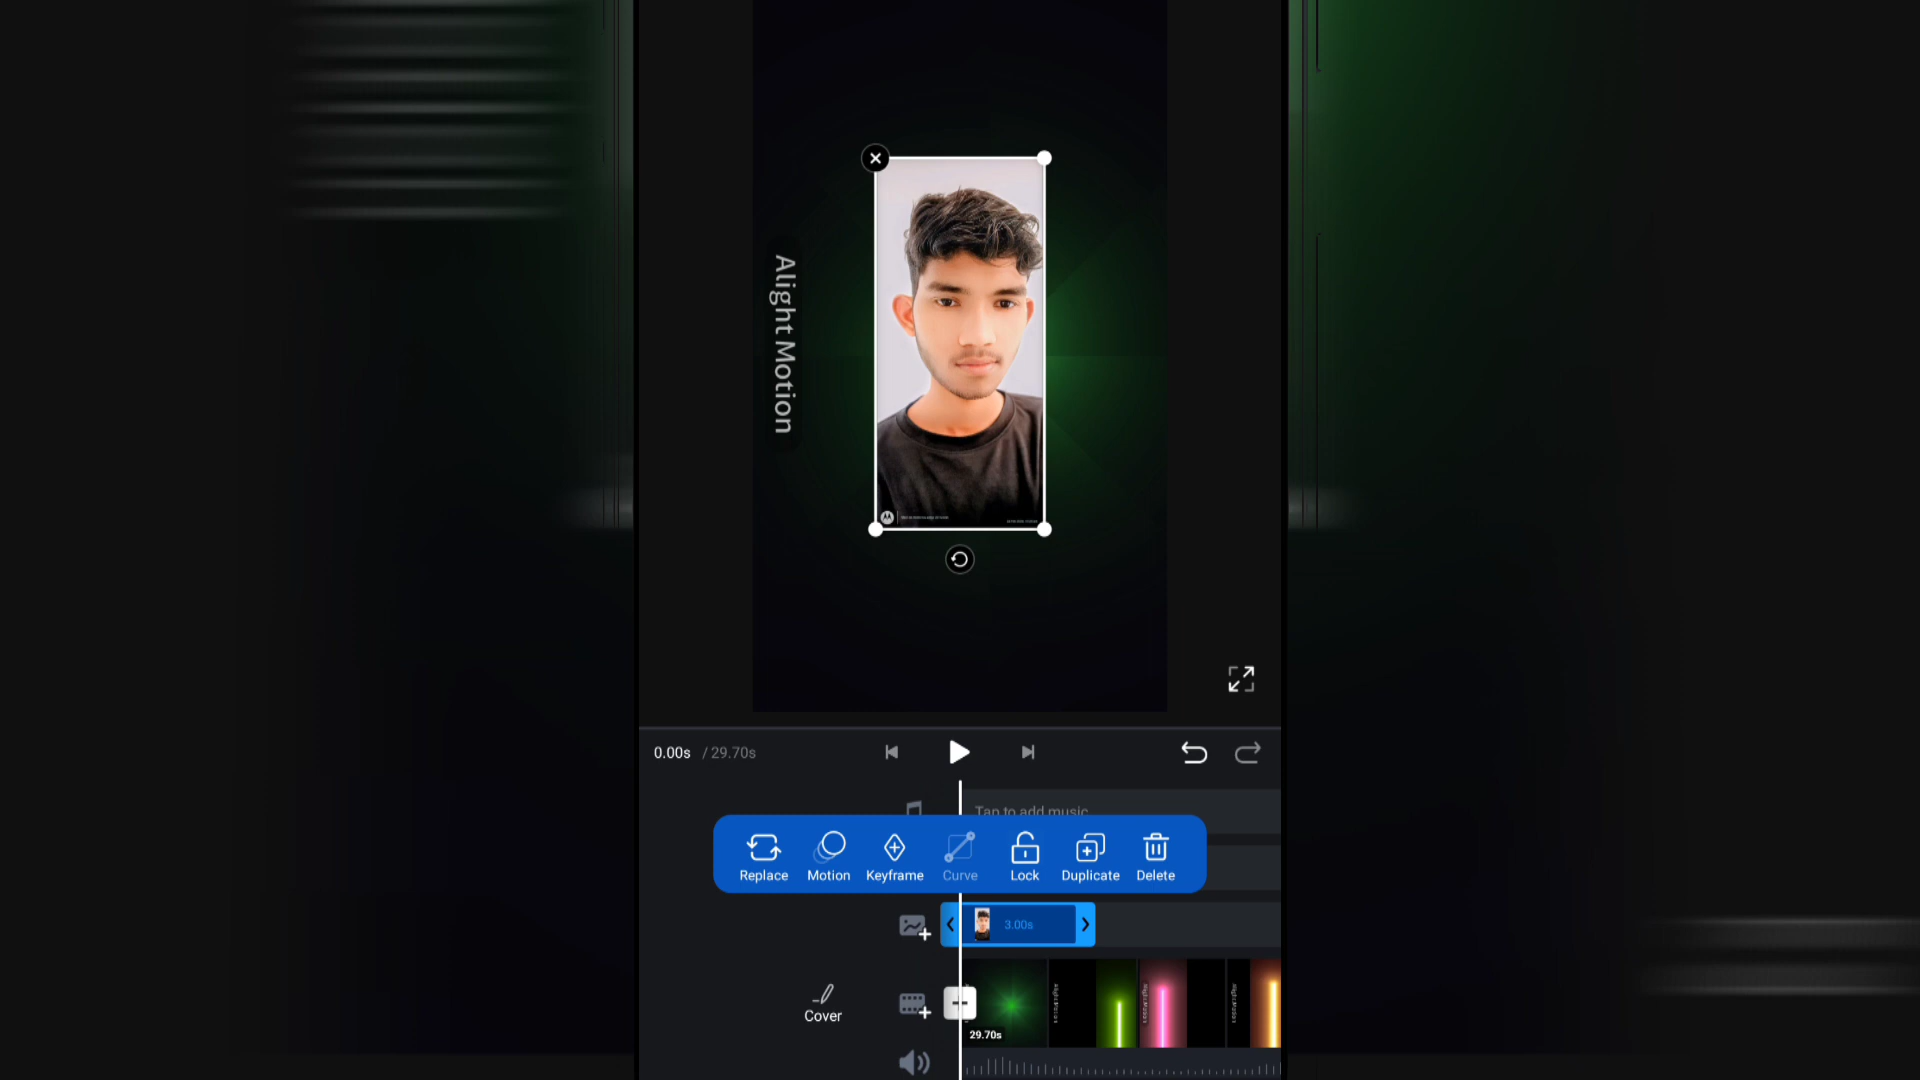 Alight Motion
0.00s / 29.70s
Tap to add music
Replace Motion Keyframe Curve Lock Duplicate Delete
3.00s
Cover
29.70s